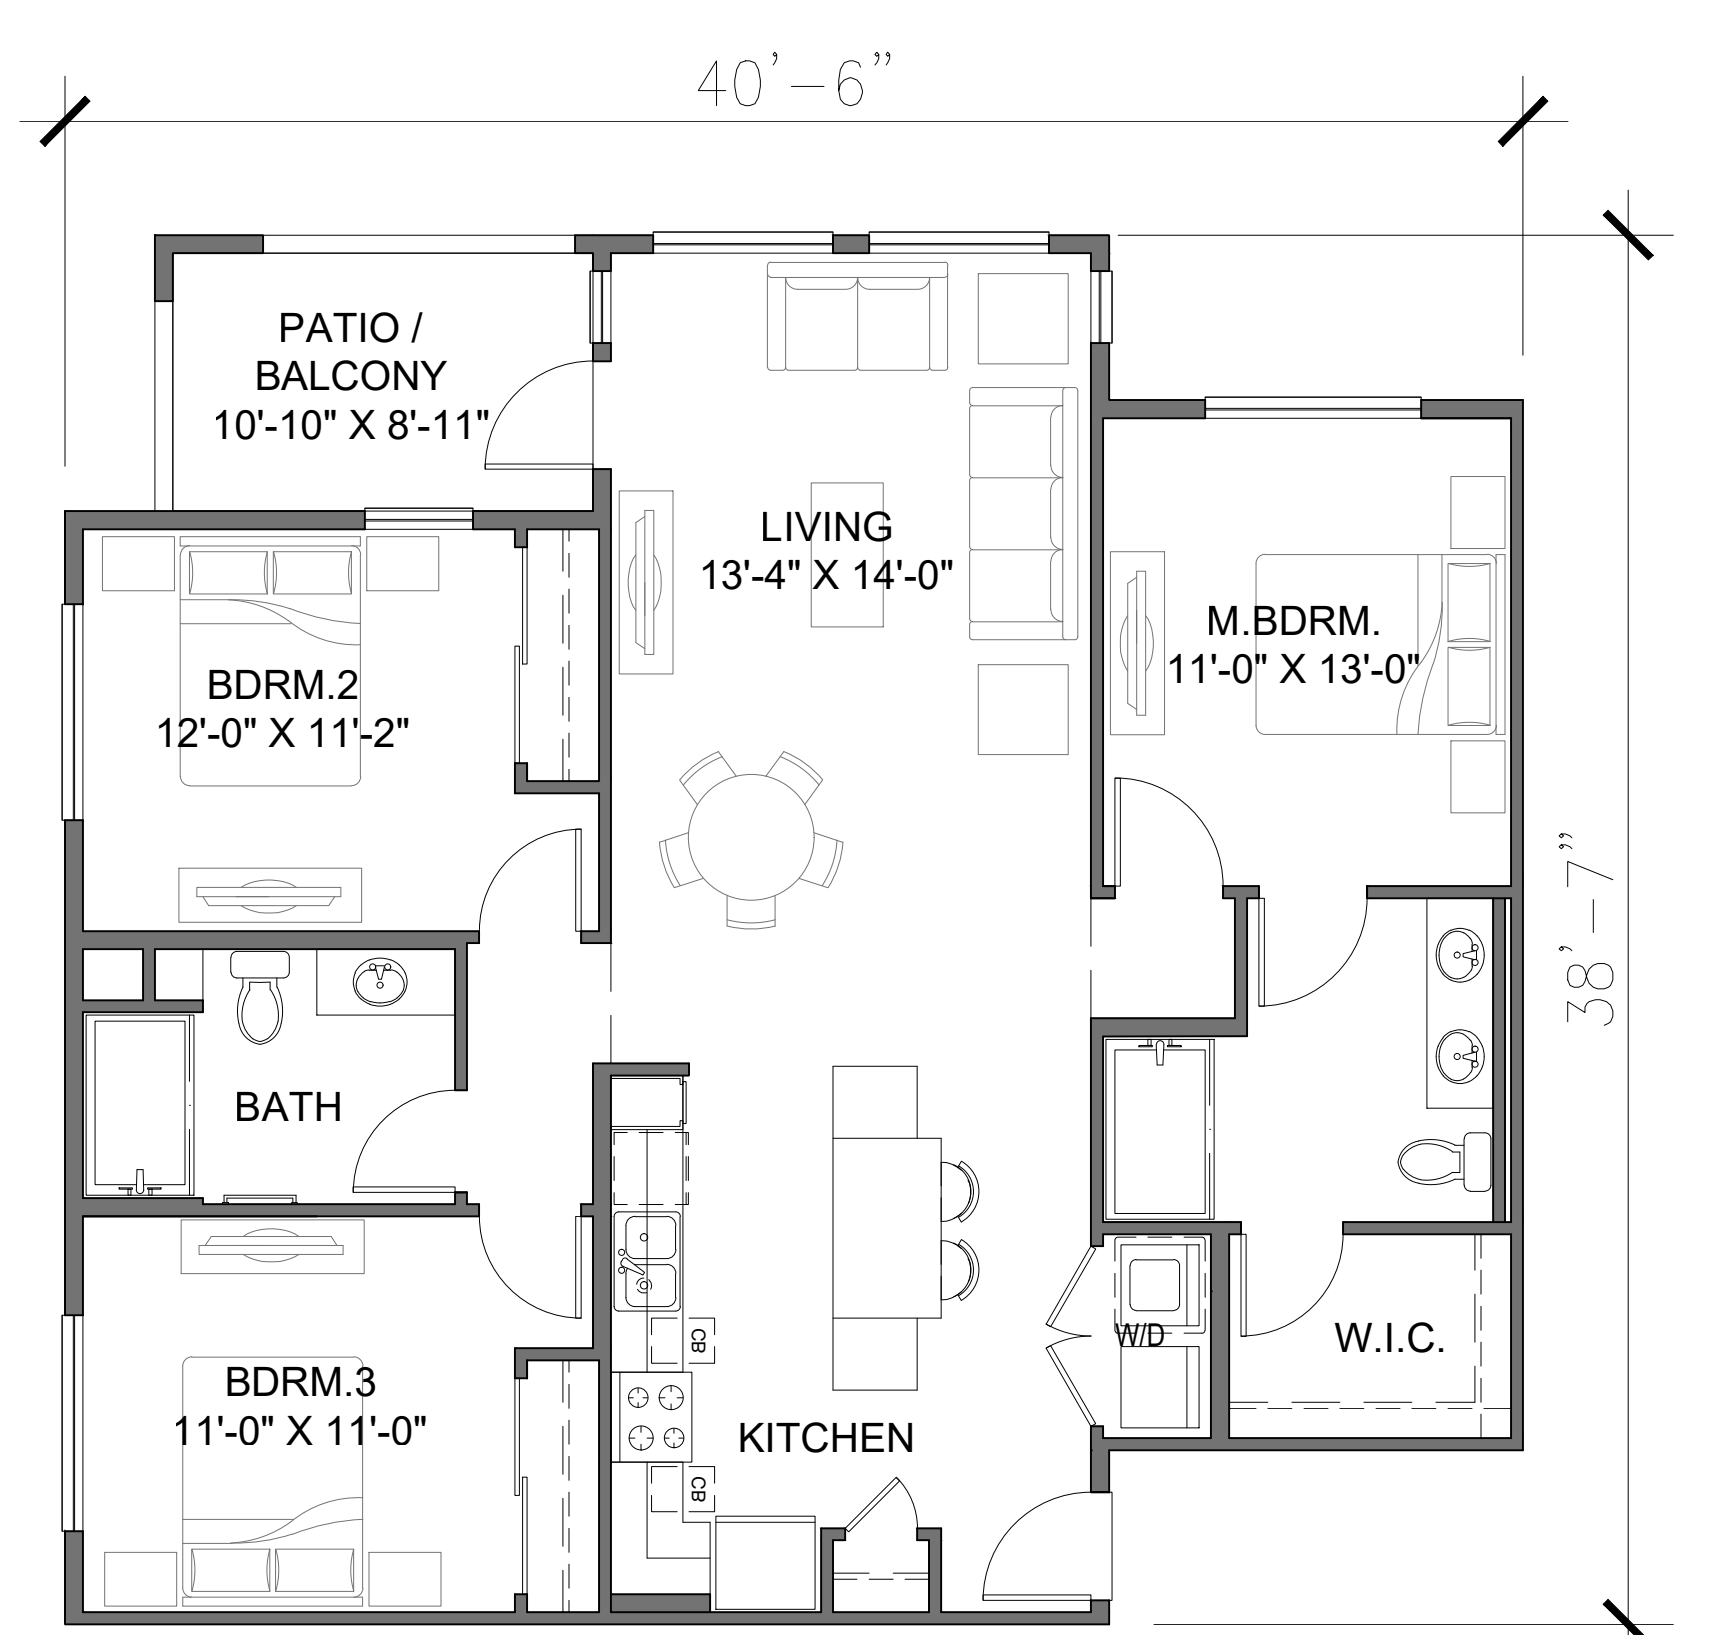 40'-6"
PATIO /
BALCONY
10'-10" X 8'-11"
LIVING
13'-4" X 14'-0"
M.BDRM.
11'-0" X 13'-0"
BDRM.2
12'-0" X 11'-2"
38'-7"
BATH
W/D
W.I.C.
CB
BDRM.3
11'-0" X 11'-0"
KITCHEN
CB